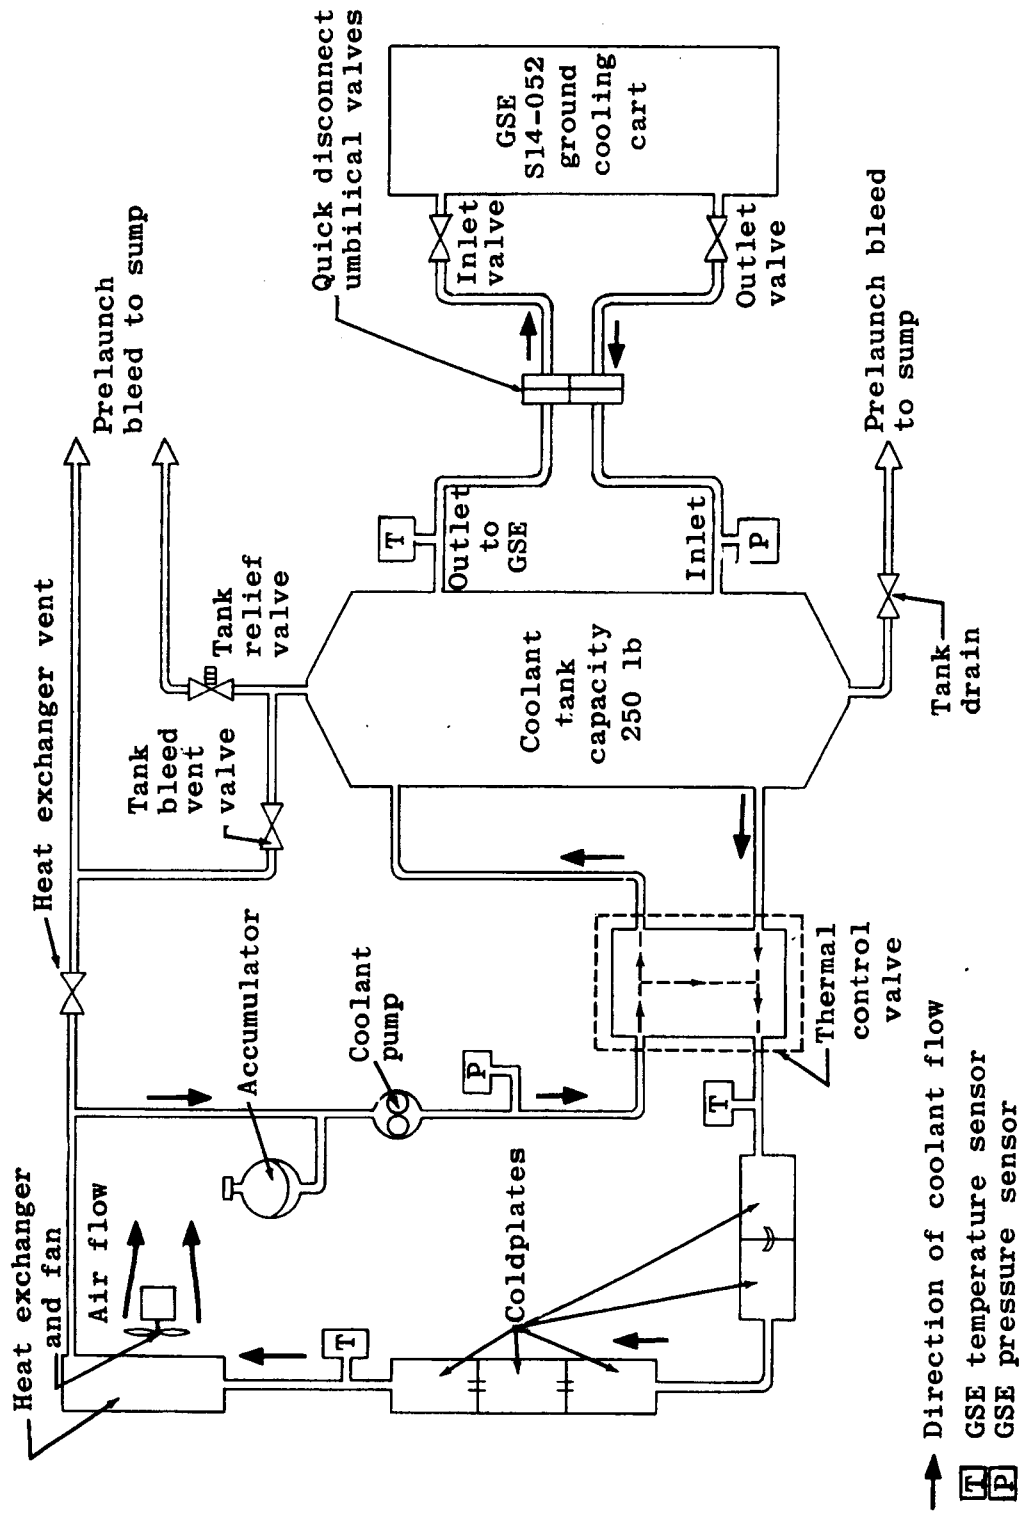 Quick disconnect
umbilical valves
GSE
S14-052
ground
cooling
cart
Inlet
valve
Outlet
valve
Prelaunch
bleed to sump
Prelaunch bleed
to sump
Heat exchanger vent
Tank
relief
valve
Tank
bleed
vent
valve
T
Outlet
to
GSE
Inlet
P
Coolant
tank
capacity
250 lb
Tank
drain
Accumulator
Coolant
pump
P
Thermal
control
valve
T
Heat exchanger
and fan
Air flow
T
Coldplates
Direction of coolant flow
T GSE temperature sensor
P GSE pressure sensor